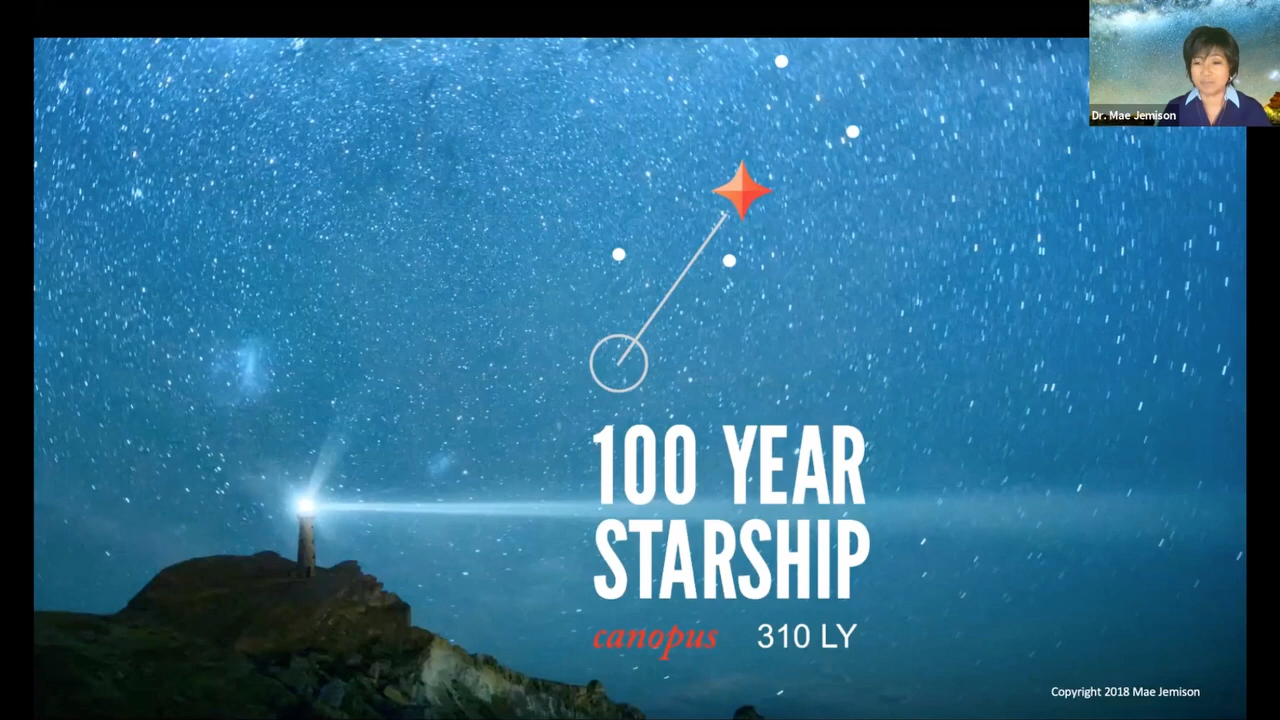 Dr. Mae Jemison
100 YEAR
STARSHIP
canopus 310 LY
Copyright 2018 Mae Jemison